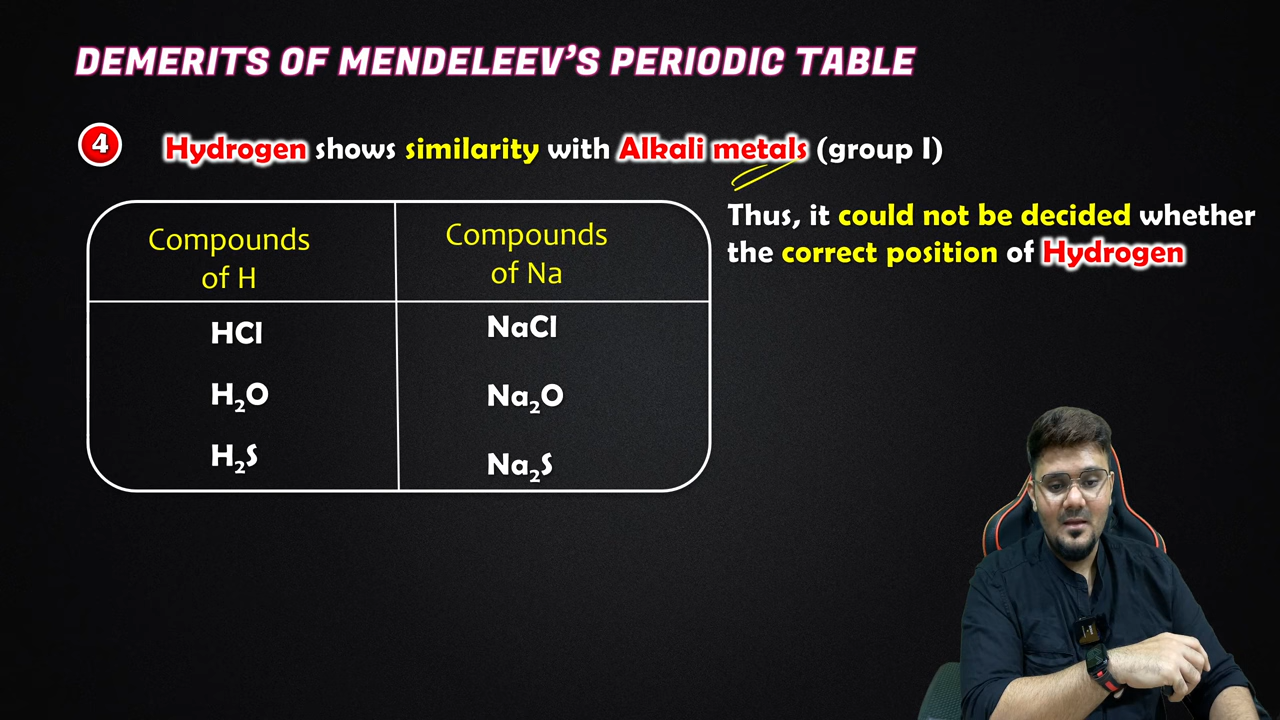 DEMERITS OF MENDELEEV'S PERIODIC TABLE
4 Hydrogen shows similarity with Alkali metals (group I)
Thus, it could not be decided whether
the correct position of Hydrogen
Compounds
of H
Compounds
of Na
HCl
NaCl
H₂O
Na₂O
H₂S
Na₂S